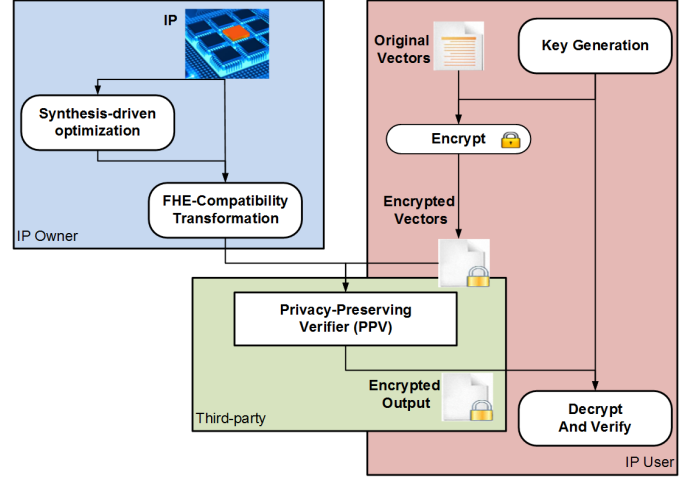 IP
Synthesis-driven
optimization
FHE-Compatibility
Transformation
IP Owner
Original
Vectors
Key Generation
Encrypt
Encrypted
Vectors
Privacy-Preserving
Verifier (PPV)
Encrypted
Output
Third-party
Decrypt
And Verify
IP User